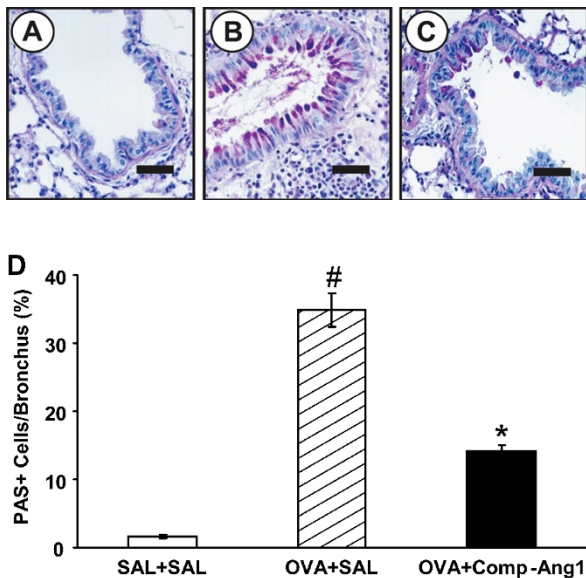 A B C
D
40
30
20
10
0
PAS+ Cells/Bronchus (%)
#
*
SAL+SAL OVA+SAL OVA+Comp-Ang1